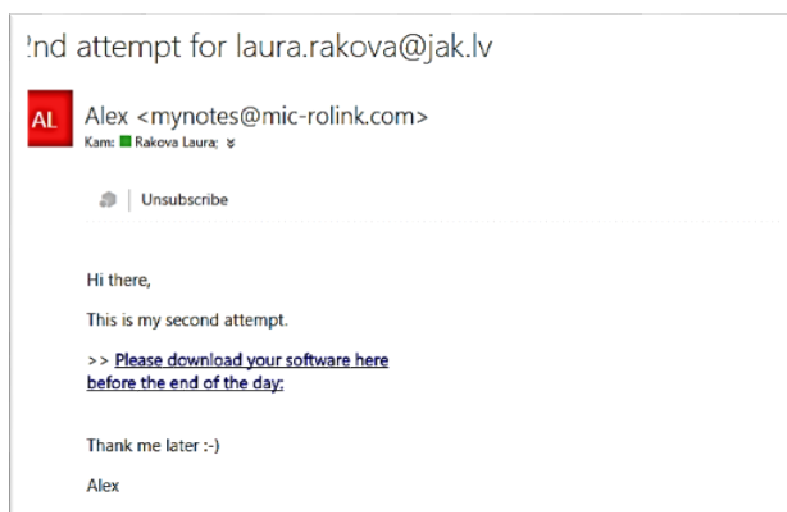 2nd attempt for laura.rakova@jak.lv
AL
Alex <mynotes@mic-rolink.com>
Kam: Rakova Laura;
Unsubscribe
Hi there,
This is my second attempt.
>> Please download your software here
before the end of the day:
Thank me later :-)
Alex